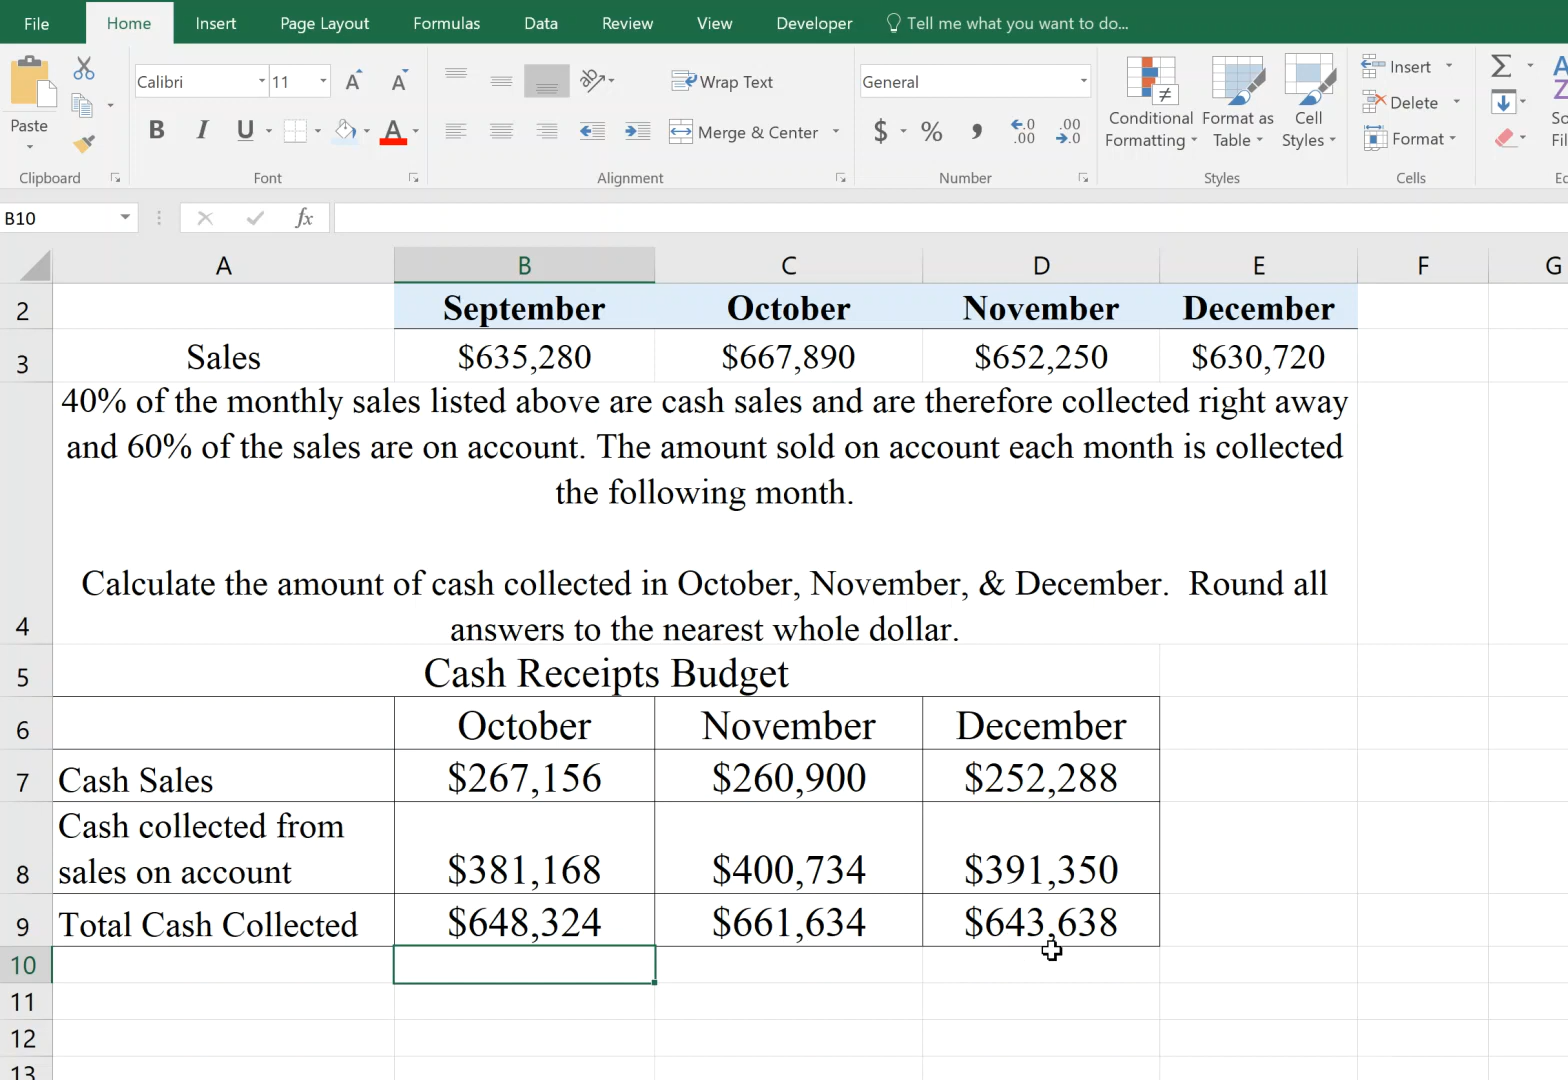 File Home Insert Page Layout Formulas Data Review View Developer Tell me what you want to do...
Calibri 11 A A Wrap Text General Insert
Paste B I U A Merge & Center $ % , .0 .00 .00 .0 Conditional Formatting Format as Table Cell Styles Delete
Format
Clipboard Font Alignment Number Styles Cells
B10 fx
A B C D E F G
2 September October November December
3 Sales $635,280 $667,890 $652,250 $630,720
40% of the monthly sales listed above are cash sales and are therefore collected right away
and 60% of the sales are on account. The amount sold on account each month is collected
the following month.
Calculate the amount of cash collected in October, November, & December. Round all
4 answers to the nearest whole dollar.
5 Cash Receipts Budget
6 October November December
7 Cash Sales $267,156 $260,900 $252,288
Cash collected from
8 sales on account $381,168 $400,734 $391,350
9 Total Cash Collected $648,324 $661,634 $643,638
10
11
12
13